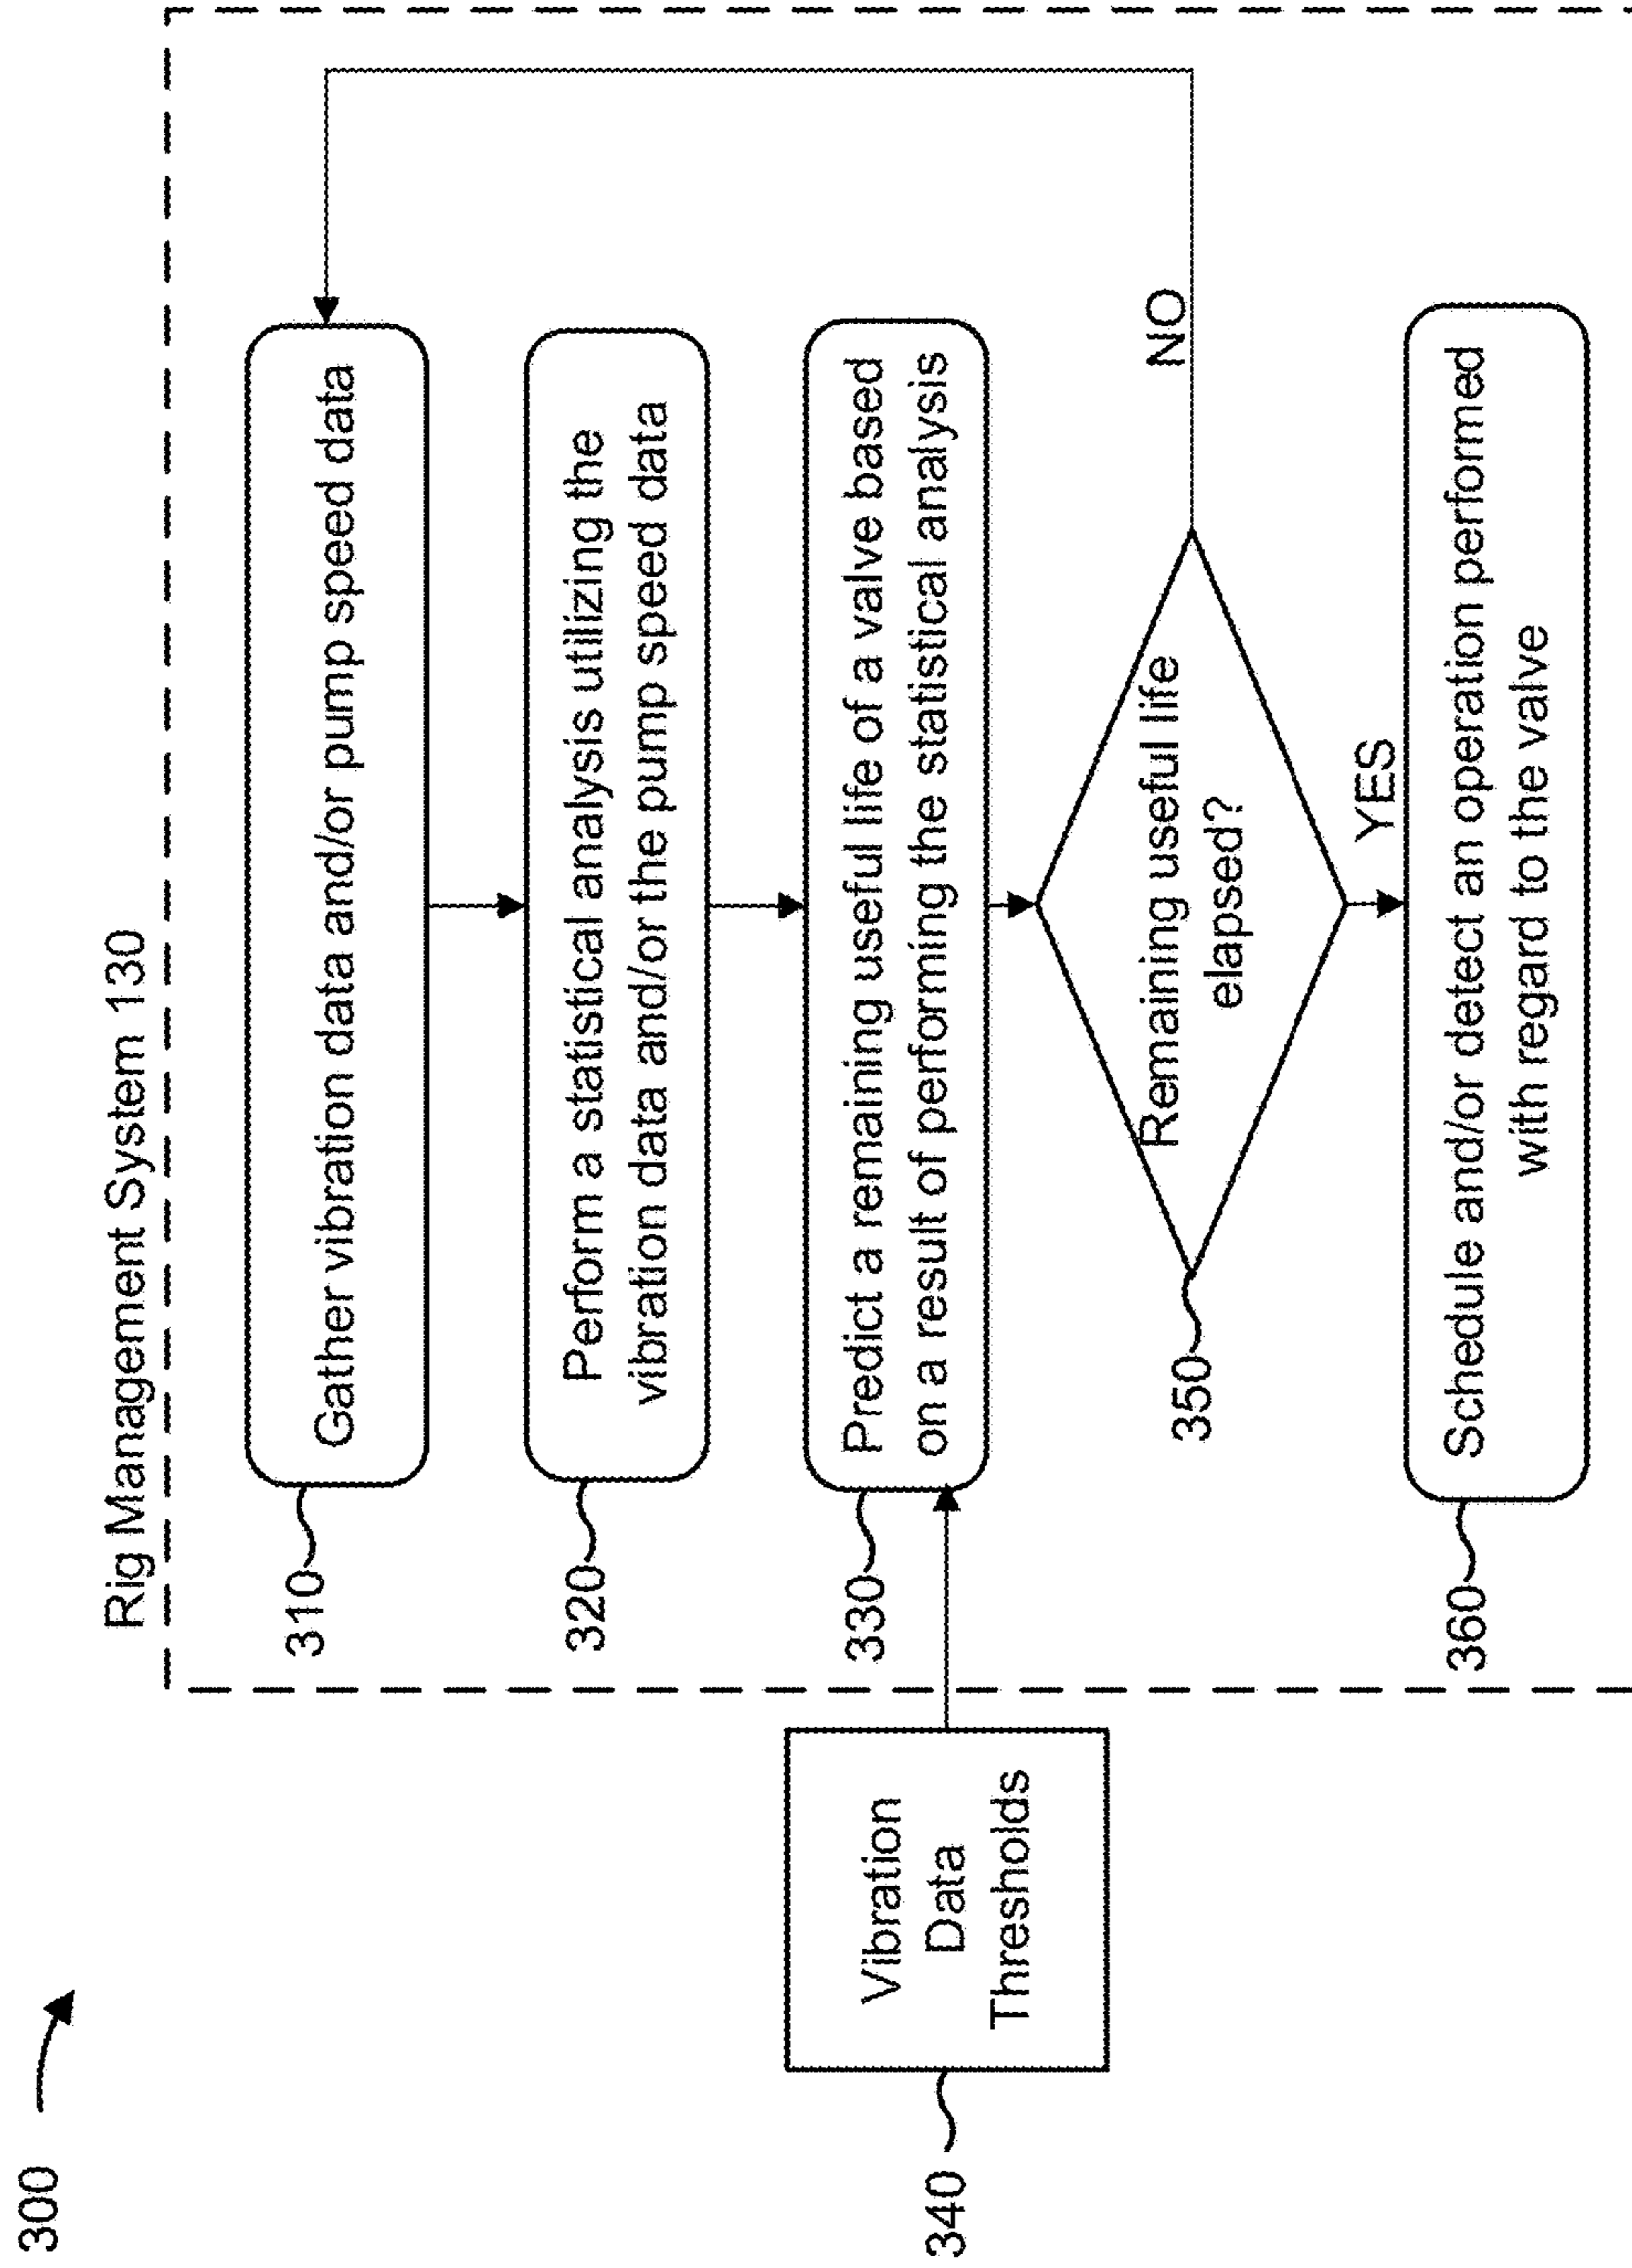 300
Rig Management System 130
310
Gather vibration data and/or pump speed data
320
Perform a statistical analysis utilizing the
vibration data and/or the pump speed data
330
Predict a remaining useful life of a valve based
on a result of performing the statistical analysis
340
Vibration
Data
Thresholds
350
Remaining useful life
elapsed?
NO
YES
360
Schedule and/or detect an operation performed
with regard to the valve